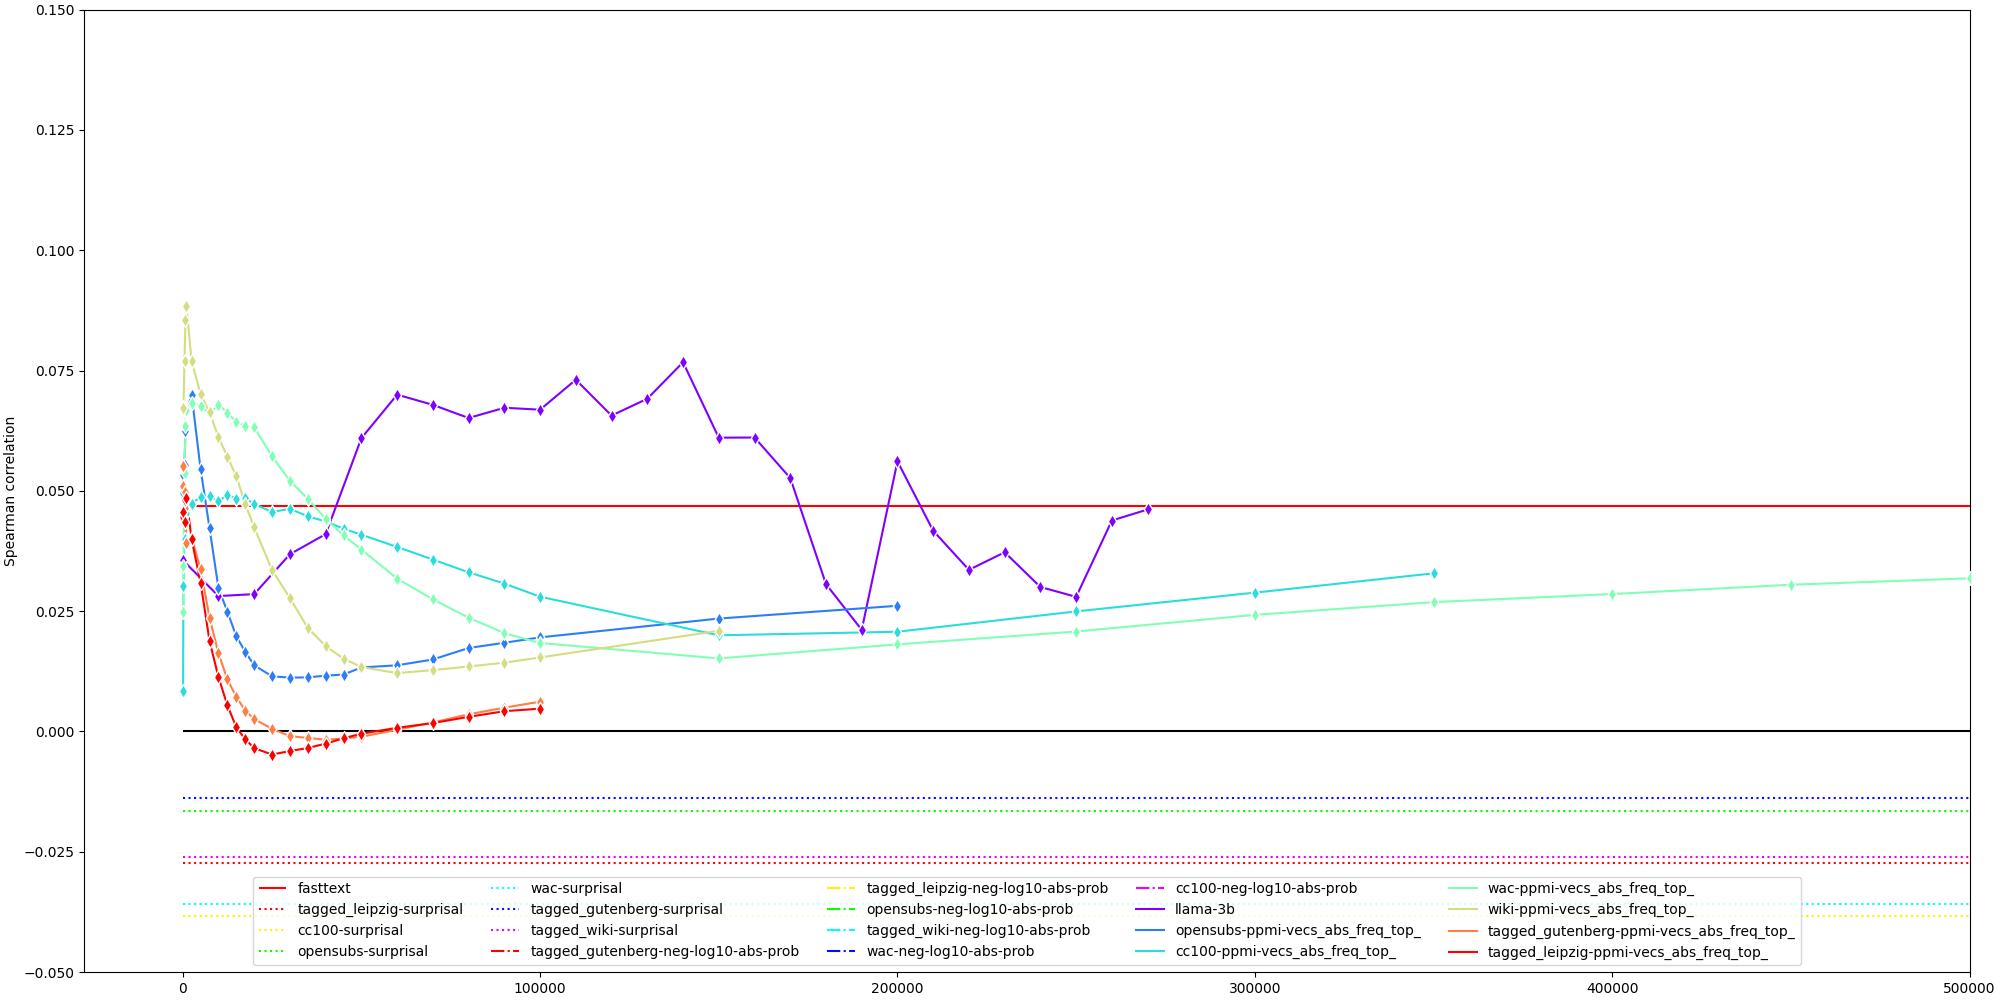 0.150
0.125
0.100
0.075
0.050
0.025
0.000
−0.025
−0.050
Spearman correlation
fasttext
tagged_leipzig-surprisal
cc100-surprisal
opensubs-surprisal
wac-surprisal
tagged_gutenberg-surprisal
tagged_wiki-surprisal
tagged_gutenberg-neg-log10-abs-prob
tagged_leipzig-neg-log10-abs-prob
opensubs-neg-log10-abs-prob
tagged_wiki-neg-log10-abs-prob
wac-neg-log10-abs-prob
cc100-neg-log10-abs-prob
llama-3b
opensubs-ppmi-vecs_abs_freq_top_
cc100-ppmi-vecs_abs_freq_top_
wac-ppmi-vecs_abs_freq_top_
wiki-ppmi-vecs_abs_freq_top_
tagged_gutenberg-ppmi-vecs_abs_freq_top_
tagged_leipzig-ppmi-vecs_abs_freq_top_
0 100000 200000 300000 400000 500000